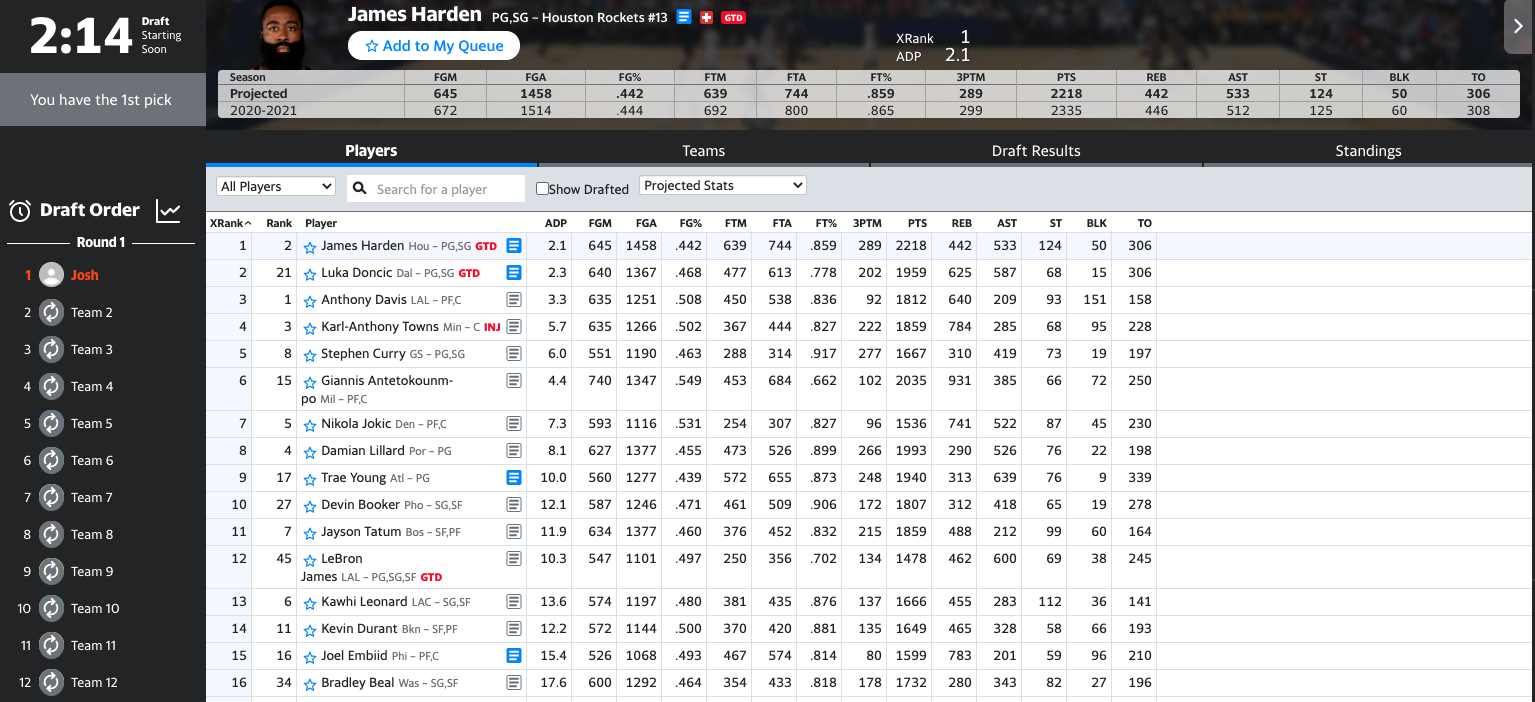 2:14
Draft
Starting
Soon
You have the 1st pick
James Harden PG,SG – Houston Rockets #13 GTD
Add to My Queue
XRank 1
ADP 2.1
Season FGM FGA FG% FTM FTA FT% 3PTM PTS REB AST ST BLK TO
Projected 645 1458 .442 639 744 .859 289 2218 442 533 124 50 306
2020-2021 672 1514 .444 692 800 .865 299 2335 446 512 125 60 308
Players Teams Draft Results Standings
All Players Search for a player Show Drafted Projected Stats
Draft Order
Round 1
1 Josh
2 Team 2
3 Team 3
4 Team 4
5 Team 5
6 Team 6
7 Team 7
8 Team 8
9 Team 9
10 Team 10
11 Team 11
12 Team 12
XRank Rank Player ADP FGM FGA FG% FTM FTA FT% 3PTM PTS REB AST ST BLK TO
1 2 James Harden Hou – PG,SG GTD 2.1 645 1458 .442 639 744 .859 289 2218 442 533 124 50 306
2 21 Luka Doncic Dal – PG,SG GTD 2.3 640 1367 .468 477 613 .778 202 1959 625 587 68 15 306
3 1 Anthony Davis LAL – PF,C 3.3 635 1251 .508 450 538 .836 92 1812 640 209 93 151 158
4 3 Karl-Anthony Towns Min – C INJ 5.7 635 1266 .502 367 444 .827 222 1859 784 285 68 95 228
5 8 Stephen Curry GS – PG,SG 6.0 551 1190 .463 288 314 .917 277 1667 310 419 73 19 197
6 15 Giannis Antetokounm- 4.4 740 1347 .549 453 684 .662 102 2035 931 385 66 72 250
po Mil – PF,C
7 5 Nikola Jokic Den – PF,C 7.3 593 1116 .531 254 307 .827 96 1536 741 522 87 45 230
8 4 Damian Lillard Por – PG 8.1 627 1377 .455 473 526 .899 266 1993 290 526 76 22 198
9 17 Trae Young Atl – PG 10.0 560 1277 .439 572 655 .873 248 1940 313 639 76 9 339
10 27 Devin Booker Pho – SG,SF 12.1 587 1246 .471 461 509 .906 172 1807 312 418 65 19 278
11 7 Jayson Tatum Bos – SF,PF 11.9 634 1377 .460 376 452 .832 215 1859 488 212 99 60 164
12 45 LeBron 10.3 547 1101 .497 250 356 .702 134 1478 462 600 69 38 245
James LAL – PG,SG,SF GTD
13 6 Kawhi Leonard LAC – SG,SF 13.6 574 1197 .480 381 435 .876 137 1666 455 283 112 36 141
14 11 Kevin Durant Bkn – SF,PF 12.2 572 1144 .500 370 420 .881 135 1649 465 328 58 66 193
15 16 Joel Embiid Phi – PF,C 15.4 526 1068 .493 467 574 .814 80 1599 783 201 59 96 210
16 34 Bradley Beal Was – SG,SF 17.6 600 1292 .464 354 433 .818 178 1732 280 343 82 27 196